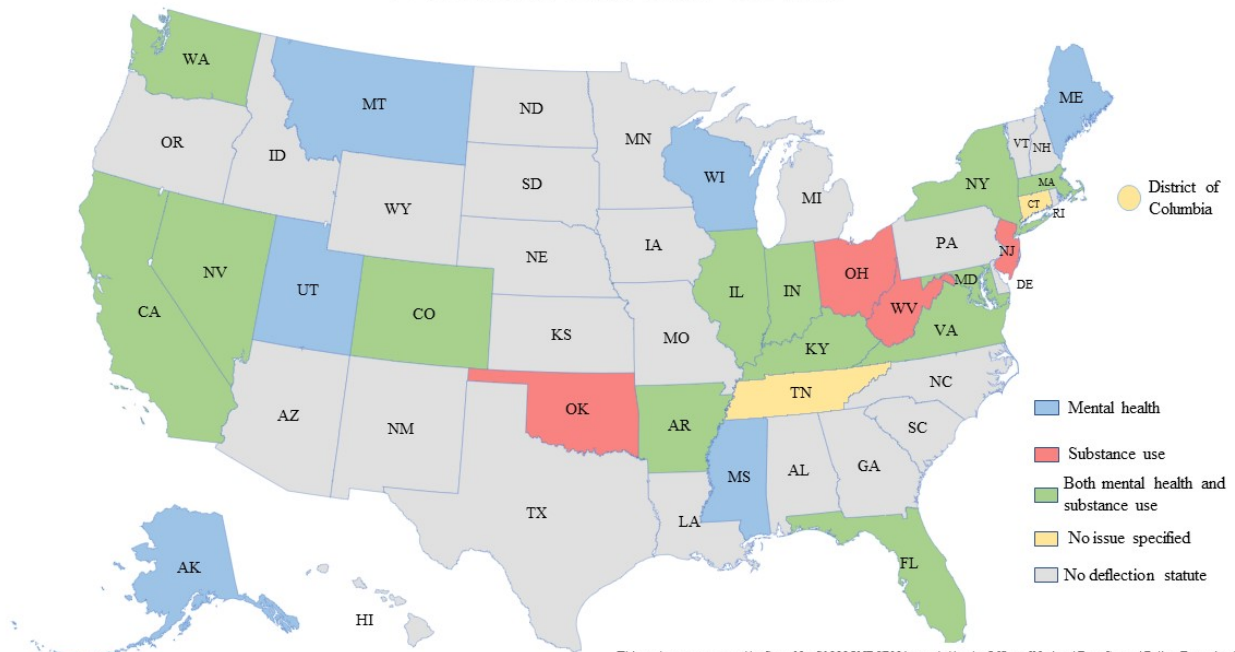 WA
MT
ND
MN
ME
OR
ID
SD
WI
MI
VT
NH
NY
MA
CT
RI
District of
Columbia
WY
IA
PA
NJ
NE
NV
UT
CO
IL
IN
OH
MD
DE
CA
KS
MO
WV
VA
KY
AZ
NM
OK
AR
TN
NC
SC
MS
AL
GA
TX
LA
FL
AK
HI
Mental health
Substance use
Both mental health and
substance use
No issue specified
No deflection statute